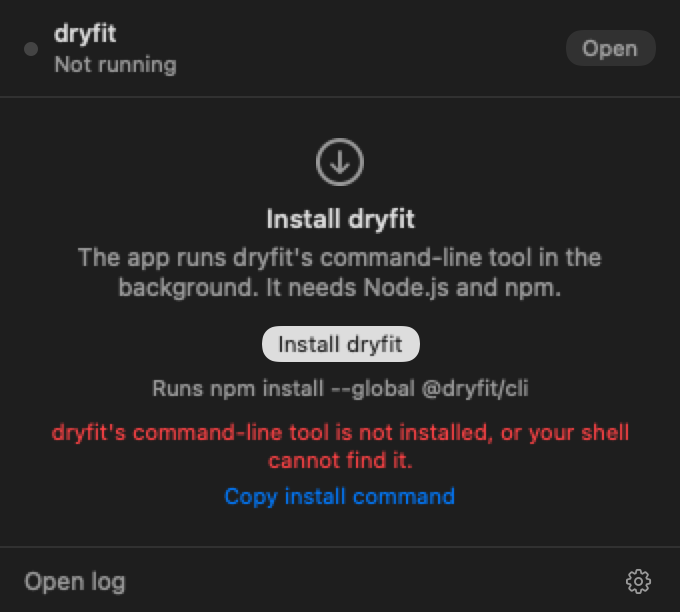 dryfit
Not running
Open
Install dryfit
The app runs dryfit's command-line tool in the
background. It needs Node.js and npm.
Install dryfit
Runs npm install --global @dryfit/cli
dryfit's command-line tool is not installed, or your shell
cannot find it.
Copy install command
Open log